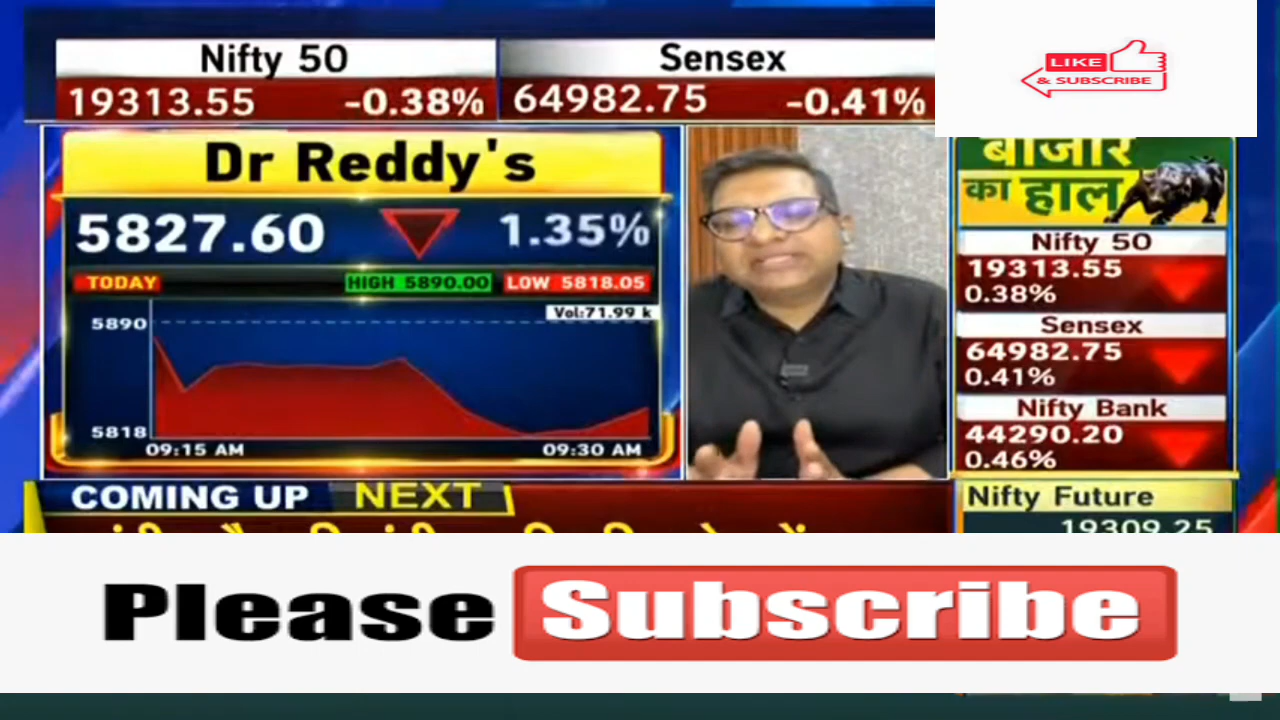 Nifty 50
19313.55 -0.38%
Sensex
64982.75 -0.41%
LIKE
& SUBSCRIBE
Dr Reddy's
5827.60 1.35%
TODAY HIGH 5890.00 LOW 5818.05
Vol:71.99 k
5890
5818
09:15 AM 09:30 AM
बाजार
का हाल
Nifty 50
19313.55
0.38%
Sensex
64982.75
0.41%
Nifty Bank
44290.20
0.46%
Nifty Future
19309.25
COMING UP NEXT
Please Subscribe